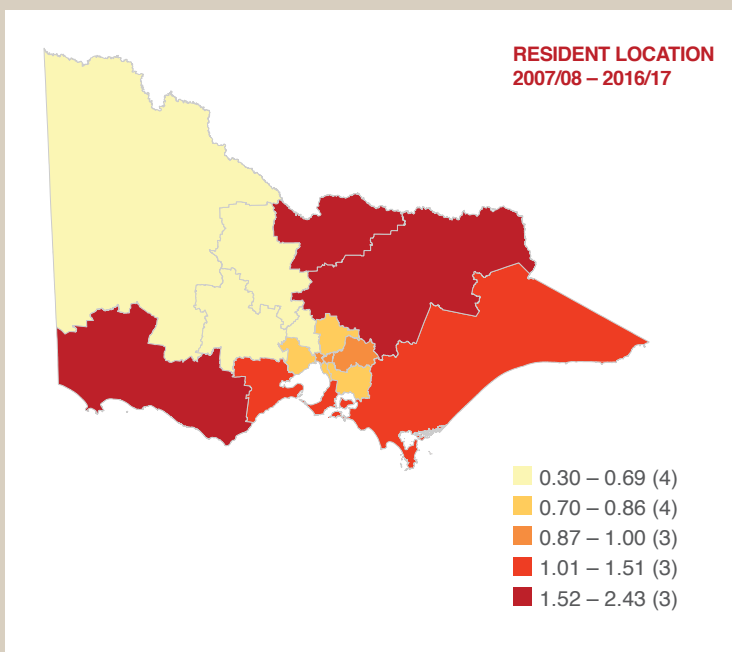 RESIDENT LOCATION
2007/08 – 2016/17
0.30 – 0.69 (4)
0.70 – 0.86 (4)
0.87 – 1.00 (3)
1.01 – 1.51 (3)
1.52 – 2.43 (3)